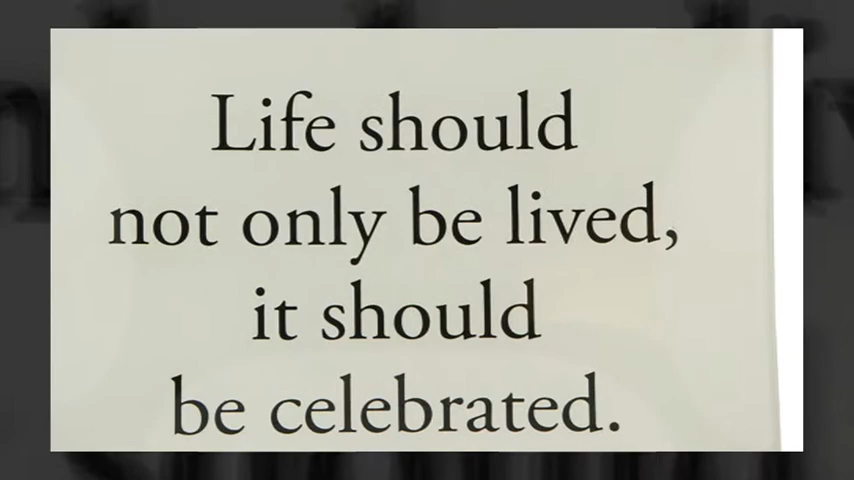 Life should
not only be lived,
it should
be celebrated.